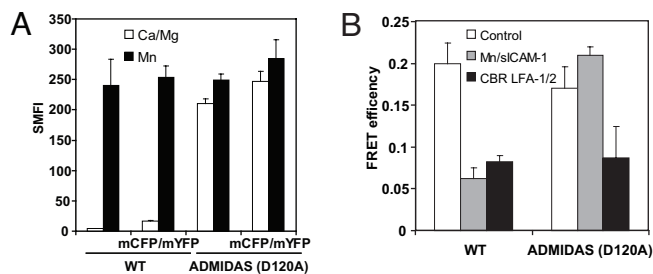 A
B
Ca/Mg
Mn
SMFI
350
300
250
200
150
100
50
0
mCFP/mYFP mCFP/mYFP
WT ADMIDAS (D120A)
Control
Mn/sICAM-1
CBR LFA-1/2
FRET efficency
0.2
0.15
0.1
0.05
0
WT ADMIDAS (D120A)